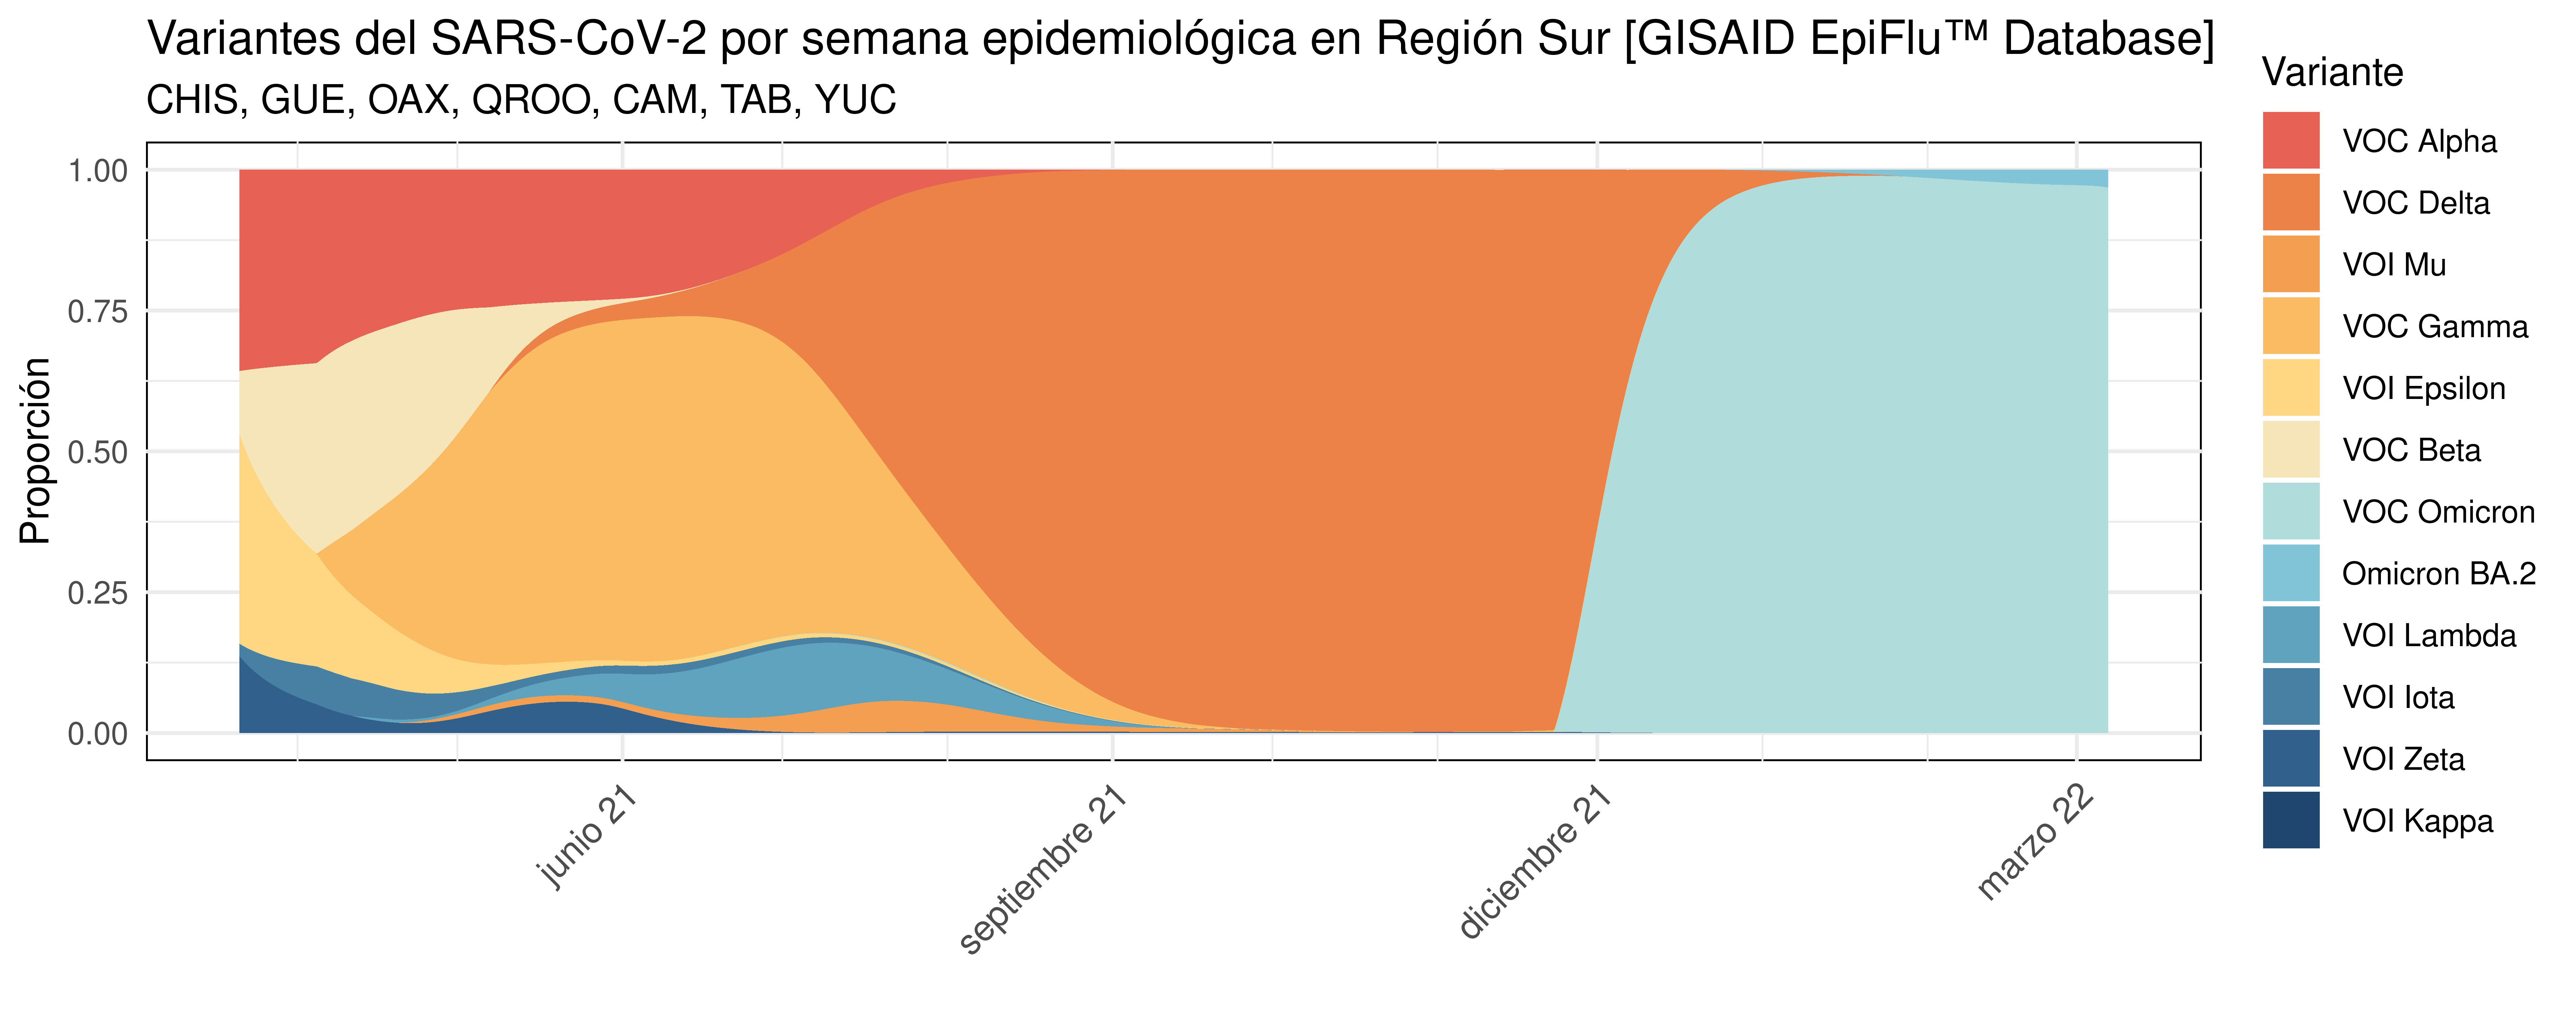 Variantes del SARS-CoV-2 por semana epidemiológica en Región Sur [GISAID EpiFlu™ Database]
CHIS, GUE, OAX, QROO, CAM, TAB, YUC
Proporción
1.00
0.75
0.50
0.25
0.00
junio 21
septiembre 21
diciembre 21
marzo 22
Variante
VOC Alpha
VOC Delta
VOI Mu
VOC Gamma
VOI Epsilon
VOC Beta
VOC Omicron
Omicron BA.2
VOI Lambda
VOI Iota
VOI Zeta
VOI Kappa